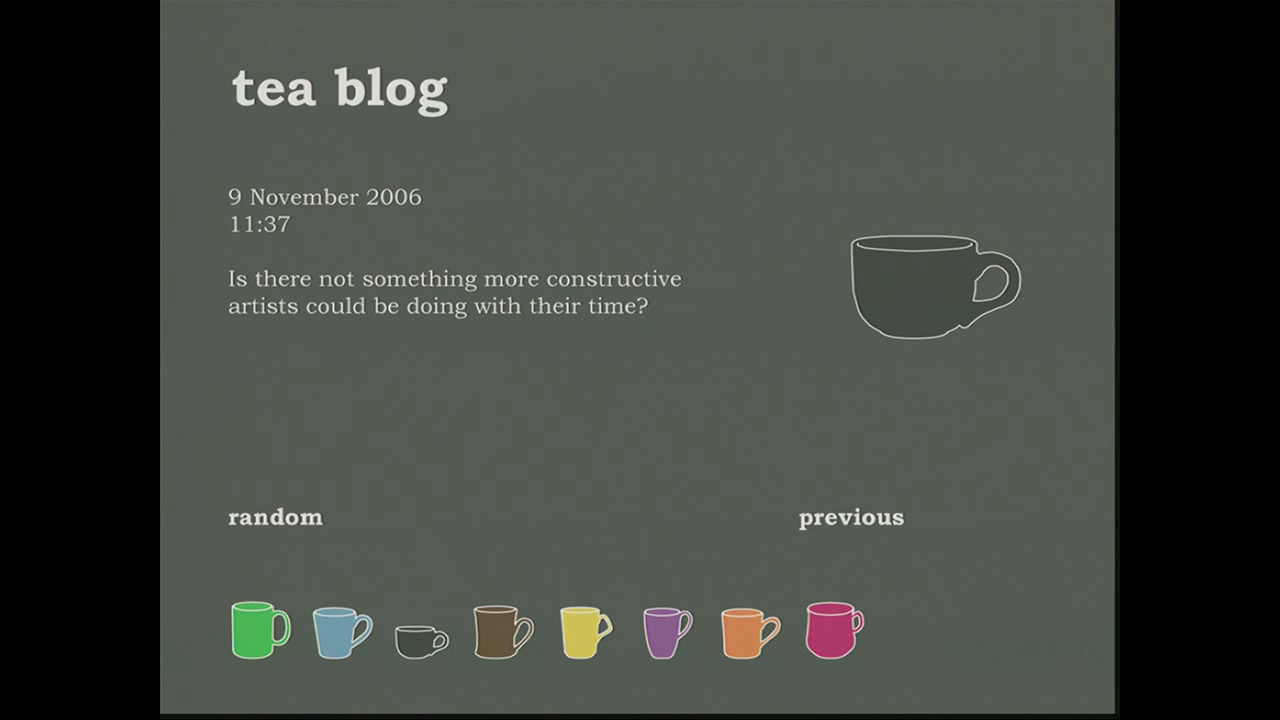 tea blog
9 November 2006
11:37
Is there not something more constructive
artists could be doing with their time?
random
previous